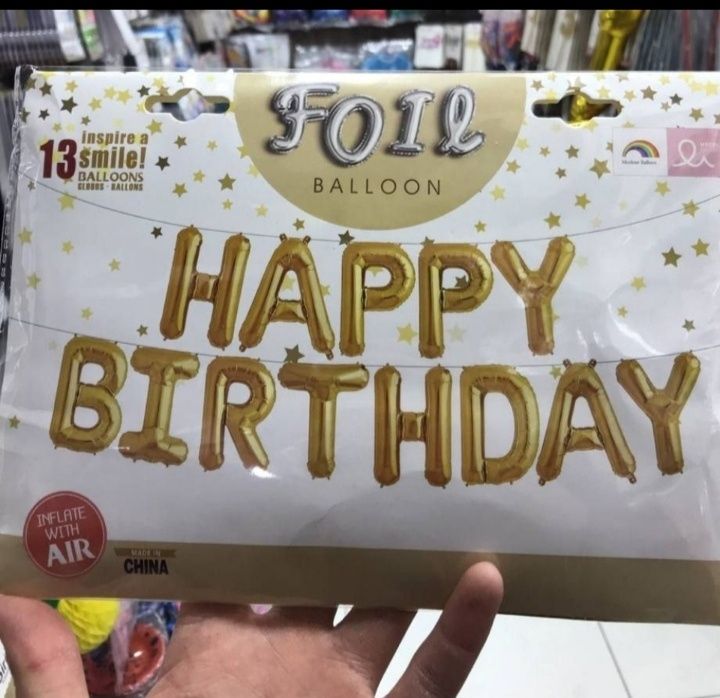 FOIL
BALLOON
13
inspire a
smile!
BALLOONS
GLOBOS · BALLONS
HAPPY
BIRTHDAY
INFLATE
WITH
AIR
MADE IN
CHINA